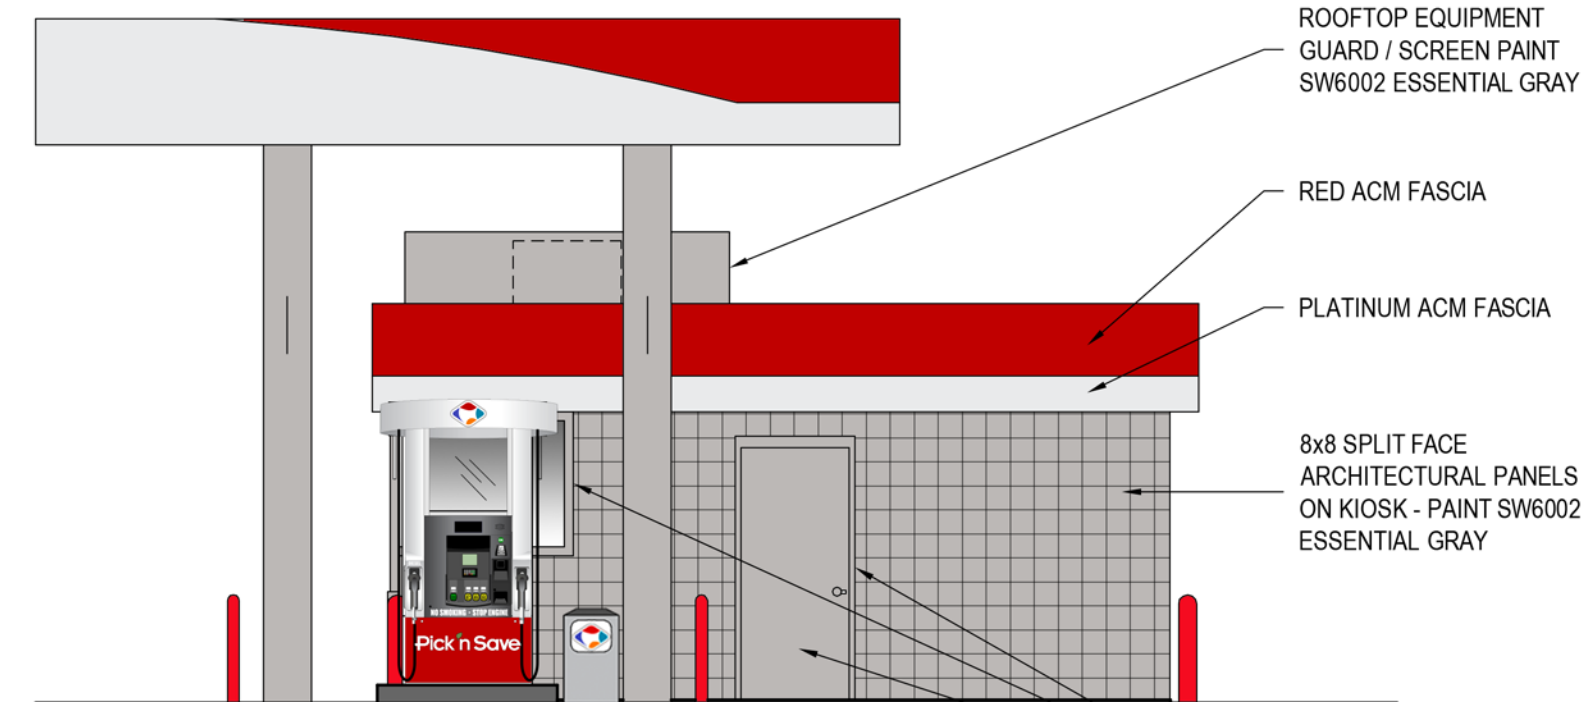 ROOFTOP EQUIPMENT
GUARD / SCREEN PAINT
SW6002 ESSENTIAL GRAY
RED ACM FASCIA
PLATINUM ACM FASCIA
8x8 SPLIT FACE
ARCHITECTURAL PANELS
ON KIOSK - PAINT SW6002
ESSENTIAL GRAY
NO SMOKING - STOP ENGINE
Pick'n Save